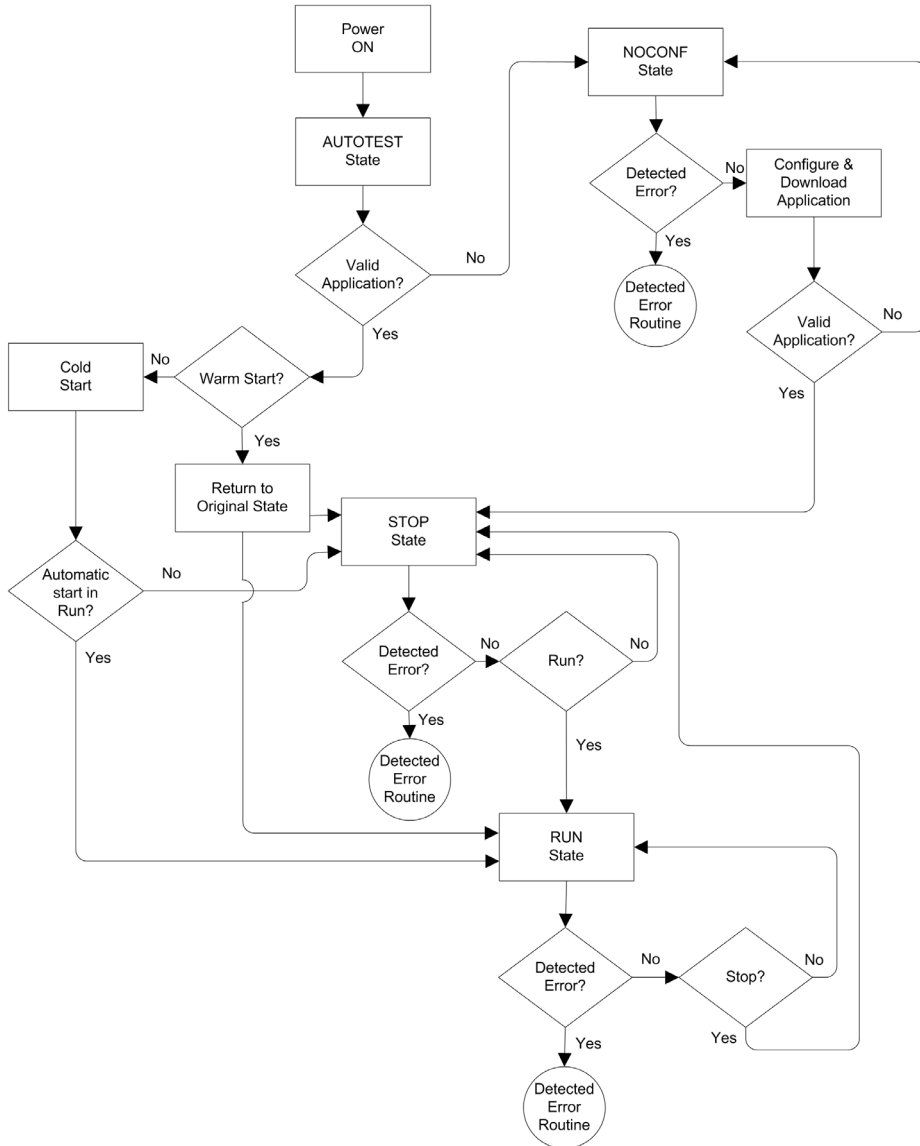 Power
ON
NOCONF
State
AUTOTEST
State
Detected
Error?
No
Configure &
Download
Application
Yes
Valid
Application?
No
Detected
Error
Routine
Yes
Valid
Application?
No
Yes
Cold
Start
No
Warm Start?
Yes
Return to
Original State
STOP
State
Automatic
start in
Run?
No
Yes
Detected
Error?
No
Run?
No
Yes
Detected
Error
Routine
Yes
RUN
State
Detected
Error?
No
Stop?
No
Yes
Yes
Detected
Error
Routine